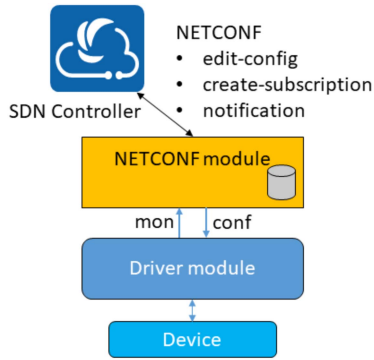 NETCONF
• edit-config
• create-subscription
• notification
SDN Controller
NETCONF module
mon
conf
Driver module
Device